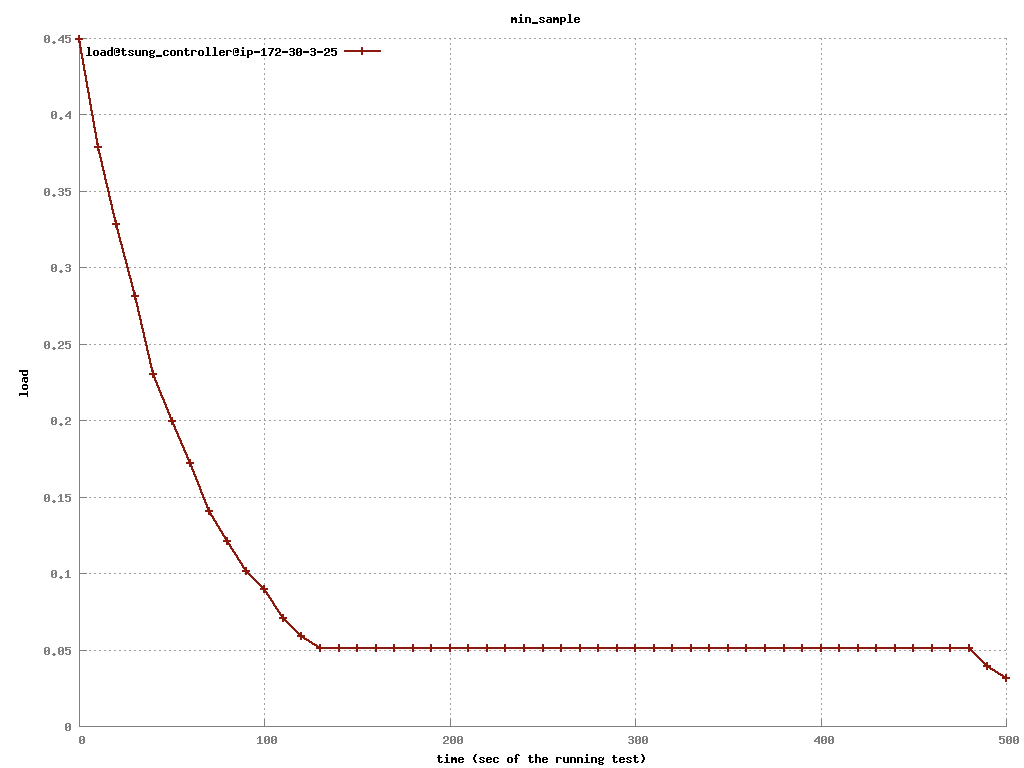 min_sample
load@tsung_controller@ip-172-30-3-25
0.45
0.4
0.35
0.3
0.25
0.2
0.15
0.1
0.05
0
load
0 100 200 300 400 500
time (sec of the running test)